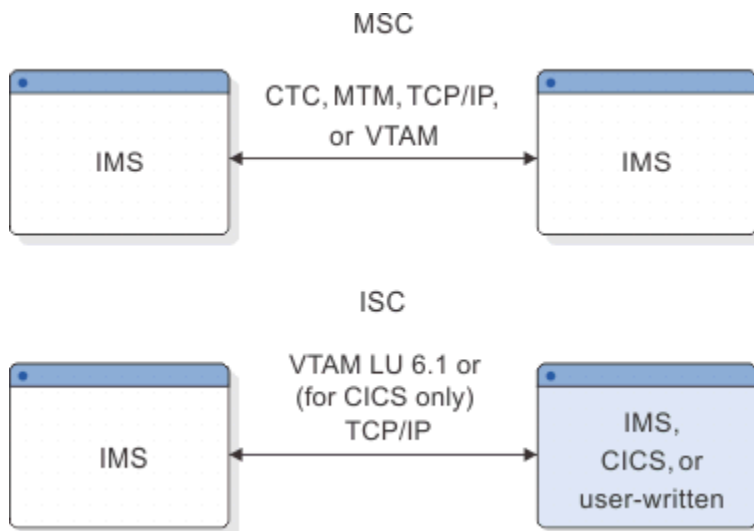 MSC
CTC, MTM, TCP/IP,
or VTAM
IMS
IMS
ISC
VTAM LU 6.1 or
(for CICS only)
TCP/IP
IMS
IMS,
CICS, or
user-written